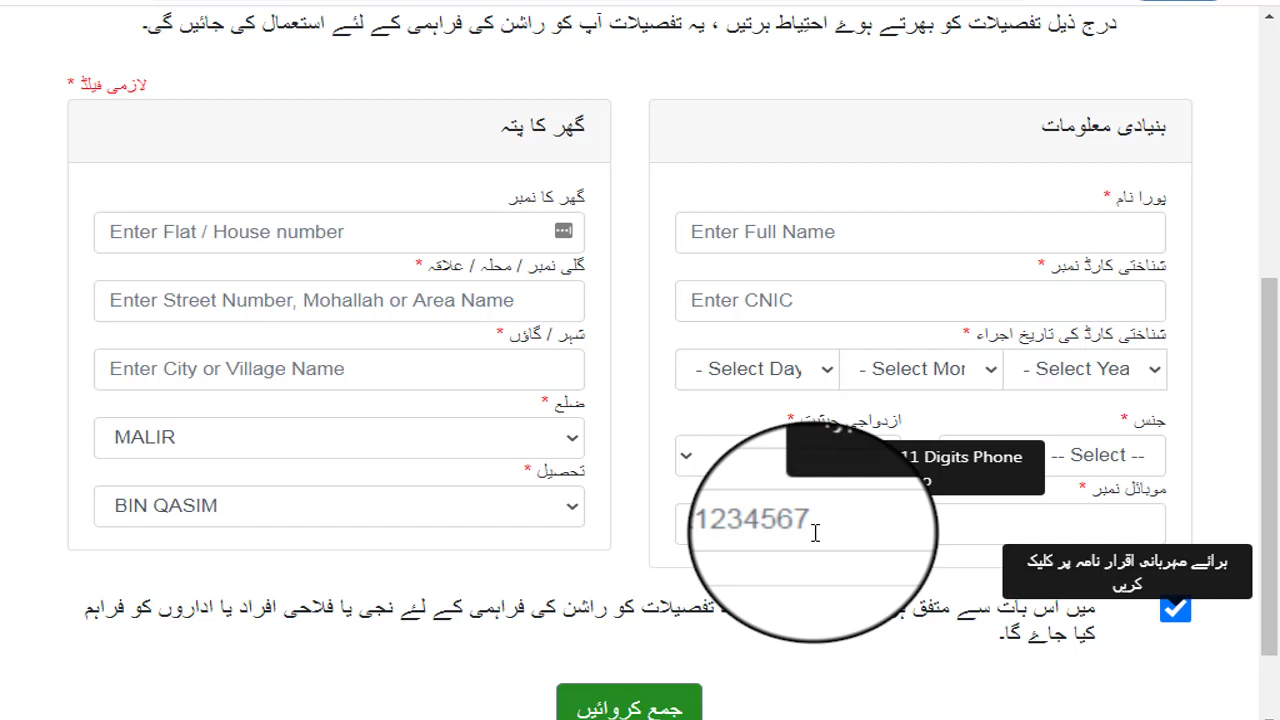 درج ذیل تفصیلات کو بھرتے ہوۓ احتیاط برتیں ، یہ تفصیلات آپ کو راشن کی فراہمی کے لئے استعمال کی جائیں گی۔
لازمی فیلڈ *
بنیادی معلومات
پورا نام *
Enter Full Name
شناختی کارڈ نمبر *
Enter CNIC
شناختی کارڈ کی تاریخ اجراء *
- Select Day
- Select Mor
- Select Yea
جنس *
ازدواجی حیثیت *
-- Select --
11 Digits Phone
موبائل نمبر *
1234567
گھر کا پتہ
گھر کا نمبر
Enter Flat / House number
گلی نمبر / محلہ / علاقہ *
Enter Street Number, Mohallah or Area Name
شہر / گاؤں *
Enter City or Village Name
ضلع *
MALIR
تحصیل *
BIN QASIM
برائے مہربانی اقرار نامہ پر کلیک
کریں
میں اس بات سے متفق تفصیلات کو راشن کی فراہمی کے لۓ نجی یا فلاحی افراد یا اداروں کو فراہم
کیا جاۓ گا۔
جمع کروائیں